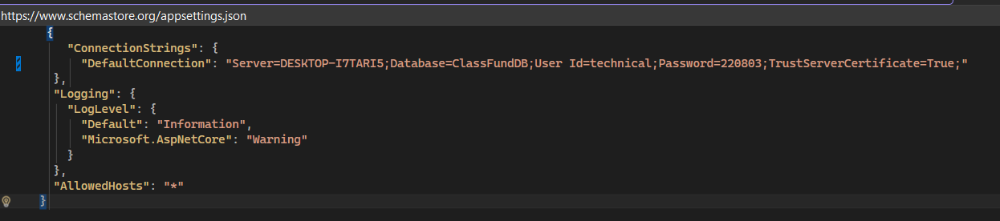 https://www.schemastore.org/appsettings.json
{
"ConnectionStrings": {
"DefaultConnection": "Server=DESKTOP-I7TARI5;Database=ClassFundDB;User Id=technical;Password=220803;TrustServerCertificate=True;"
},
"Logging": {
"LogLevel": {
"Default": "Information",
"Microsoft.AspNetCore": "Warning"
}
},
"AllowedHosts": "*"
}